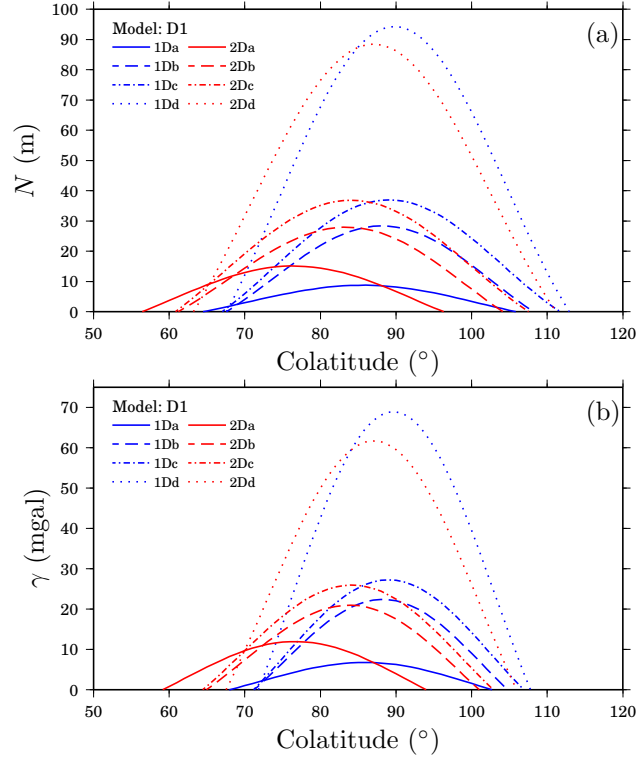 100
90
80
70
60
50
40
30
20
10
0
N (m)
Model: D1
1Da 2Da
1Db 2Db
1Dc 2Dc
1Dd 2Dd
(a)
50 60 70 80 90 100 110 120
Colatitude (°)
70
60
50
40
30
20
10
0
γ (mgal)
Model: D1
1Da 2Da
1Db 2Db
1Dc 2Dc
1Dd 2Dd
(b)
50 60 70 80 90 100 110 120
Colatitude (°)